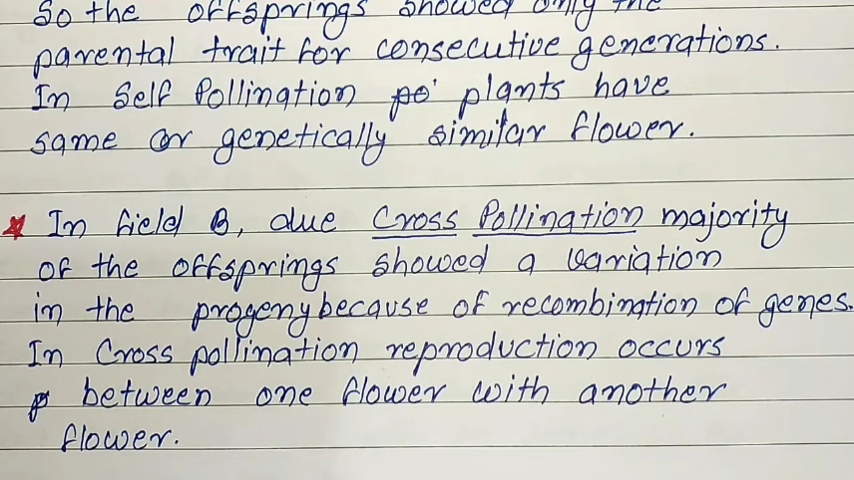 So the offsprings showed only the
parental trait for consecutive generations.
In Self Pollination plants have
same or genetically similar flower.
* In field B, due Cross Pollination majority
of the offsprings showed a variation
in the progeny because of recombination of genes.
In Cross pollination reproduction occurs
between one flower with another
flower.